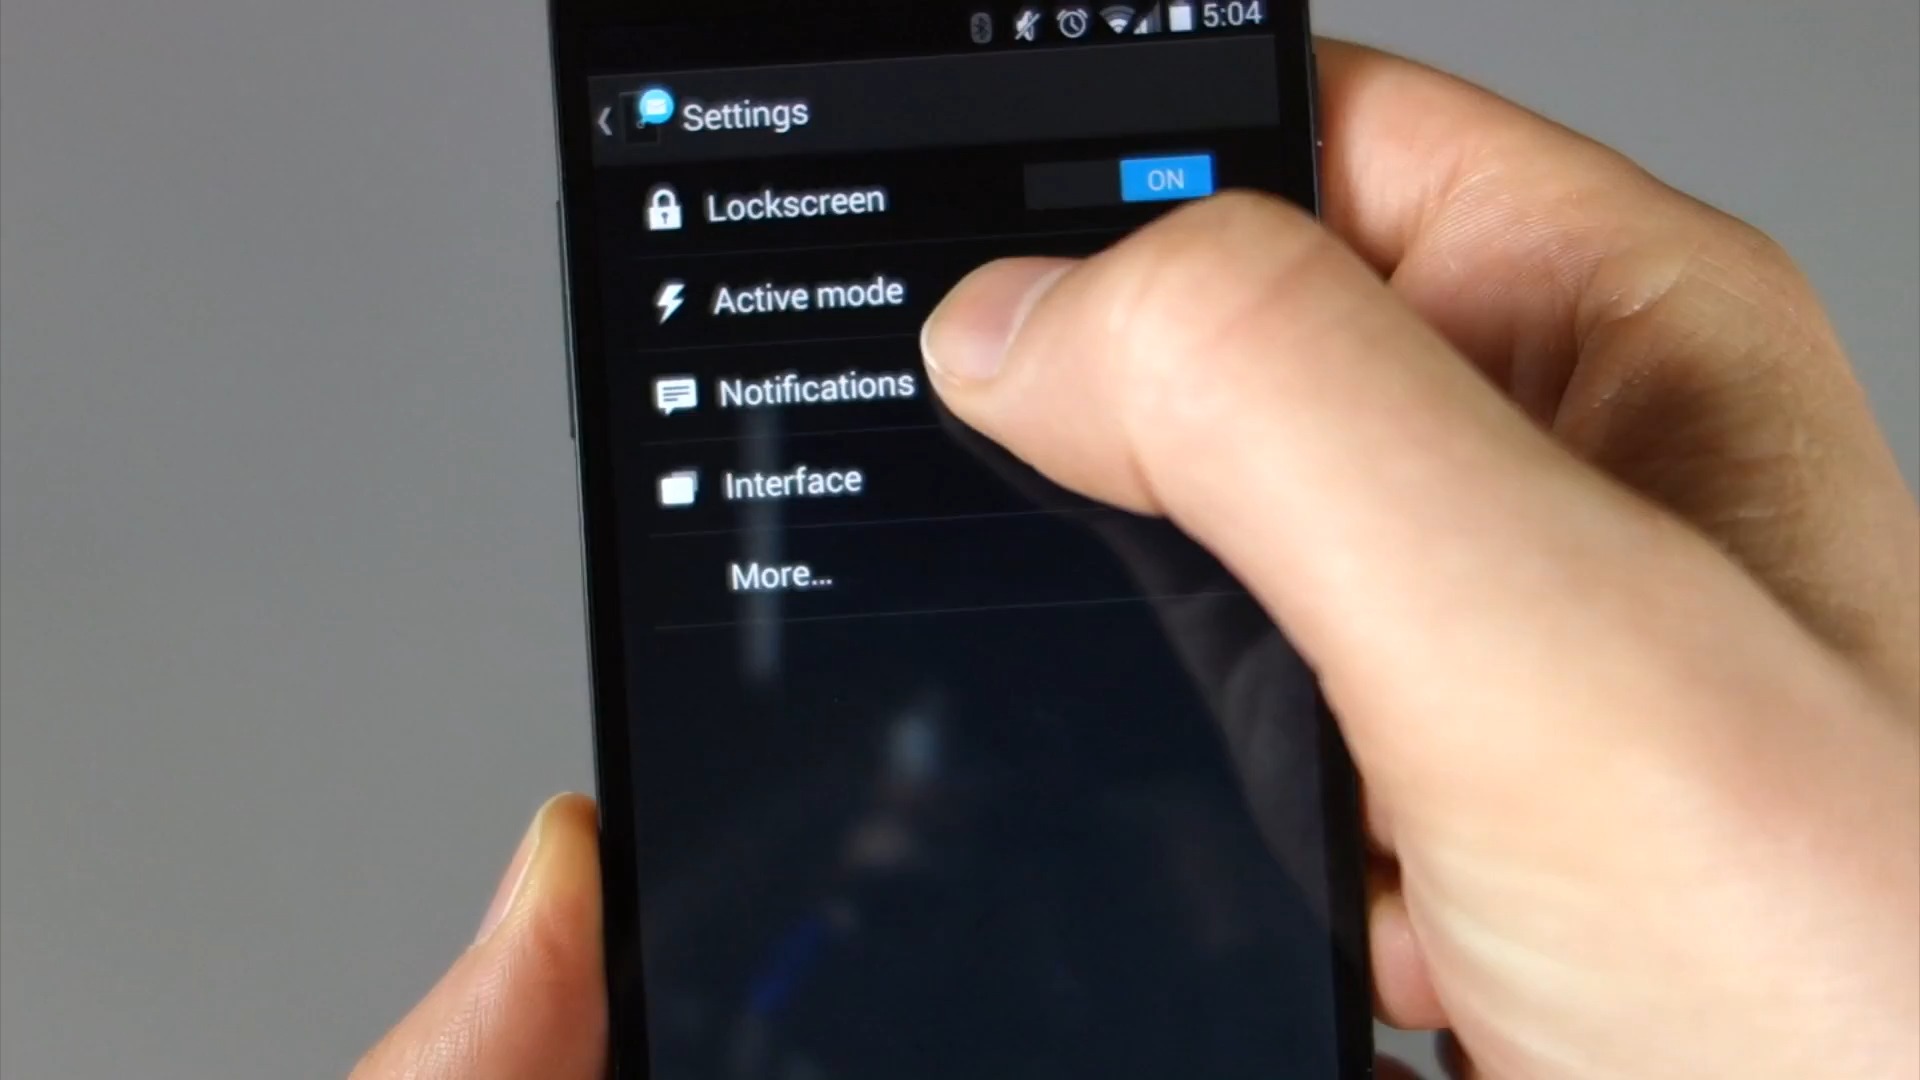 5:04
Settings
Lockscreen
ON
Active mode
Notifications
Interface
More...